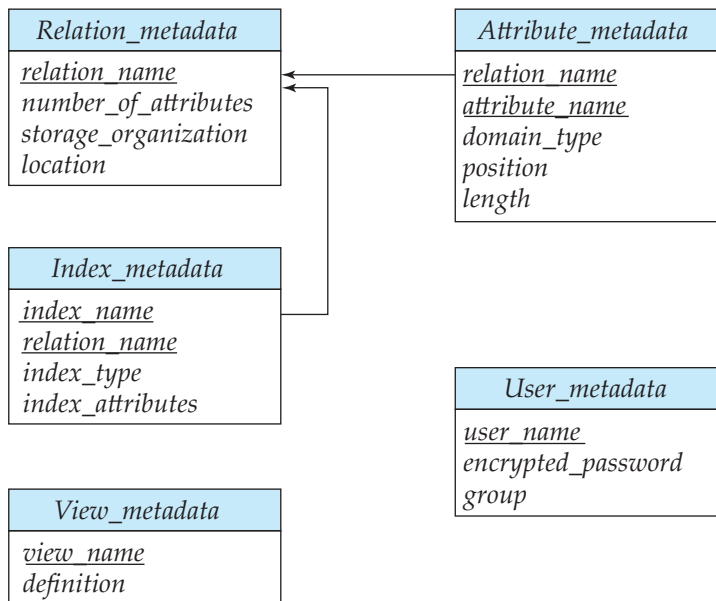 Relation_metadata
relation_name
number_of_attributes
storage_organization
location
Attribute_metadata
relation_name
attribute_name
domain_type
position
length
Index_metadata
index_name
relation_name
index_type
index_attributes
User_metadata
user_name
encrypted_password
group
View_metadata
view_name
definition